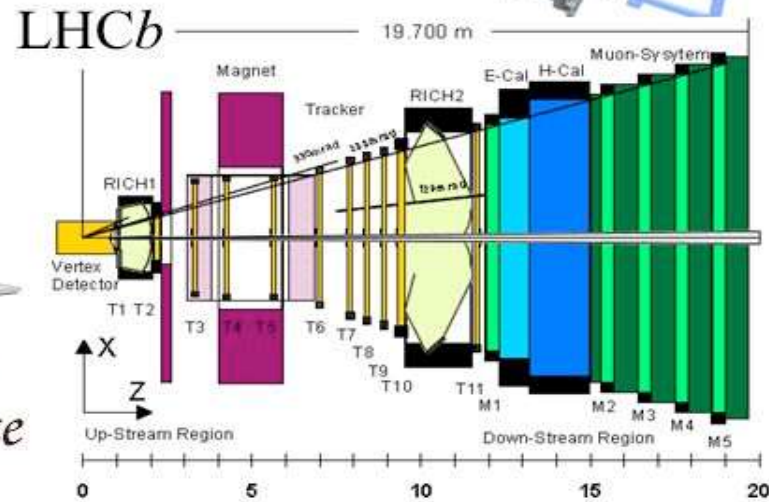 LHCb
19.700 m
Magnet
Muon-Sysytem
E-Cal H-Cal
Tracker
RICH2
RICH1
Vertex
Detector
T1 T2
T3
T4
T5
T6
T7
T8
T9
T10
T11
M1
M2
M3
M4
M5
X
Z
Up-Stream Region
Down-Stream Region
0 5 10 15 20